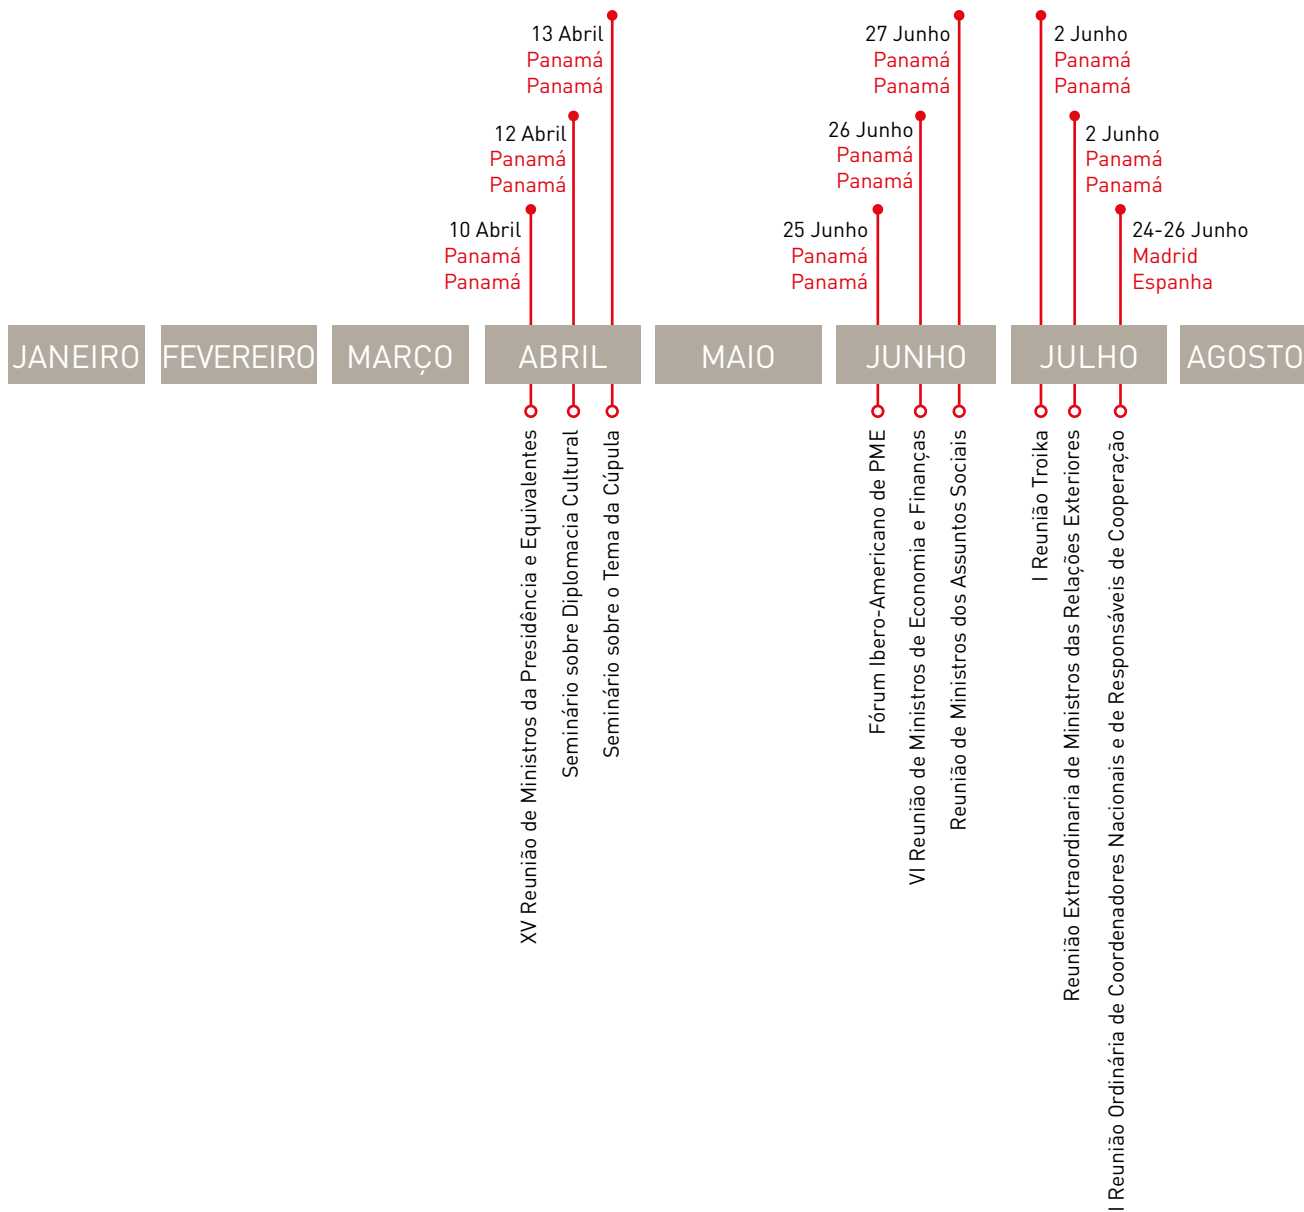 13 Abril
Panamá
Panamá
12 Abril
Panamá
Panamá
10 Abril
Panamá
Panamá
27 Junho
Panamá
Panamá
26 Junho
Panamá
Panamá
25 Junho
Panamá
Panamá
2 Junho
Panamá
Panamá
2 Junho
Panamá
Panamá
24-26 Junho
Madrid
Espanha
JANEIRO
FEVEREIRO
MARÇO
ABRIL
MAIO
JUNHO
JULHO
AGOSTO
XV Reunião de Ministros da Presidência e Equivalentes
Seminário sobre Diplomacia Cultural
Seminário sobre o Tema da Cúpula
Fórum Ibero-Americano de PME
VI Reunião de Ministros de Economia e Finanças
Reunião de Ministros dos Assuntos Sociais
I Reunião Troika
Reunião Extraordinaria de Ministros das Relações Exteriores
I Reunião Ordinária de Coordenadores Nacionais e de Responsáveis de Cooperação